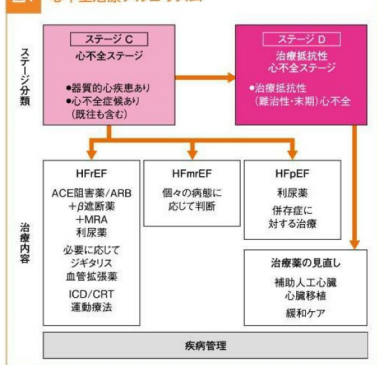 心不全治療アルゴリズム
ステージ分類
ステージ C
心不全ステージ
●器質的心疾患あり
●心不全症候あり
(既往も含む)
ステージ D
治療抵抗性
心不全ステージ
●治療抵抗性
(難治性・末期)心不全
治療内容
HFrEF
ACE阻害薬/ARB
+β遮断薬
+MRA
利尿薬
必要に応じて
ジギタリス
血管拡張薬
ICD/CRT
運動療法
HFmrEF
個々の病態に
応じて判断
HFpEF
利尿薬
併存症に
対する治療
治療薬の見直し
補助人工心臓
心臓移植
緩和ケア
疾病管理